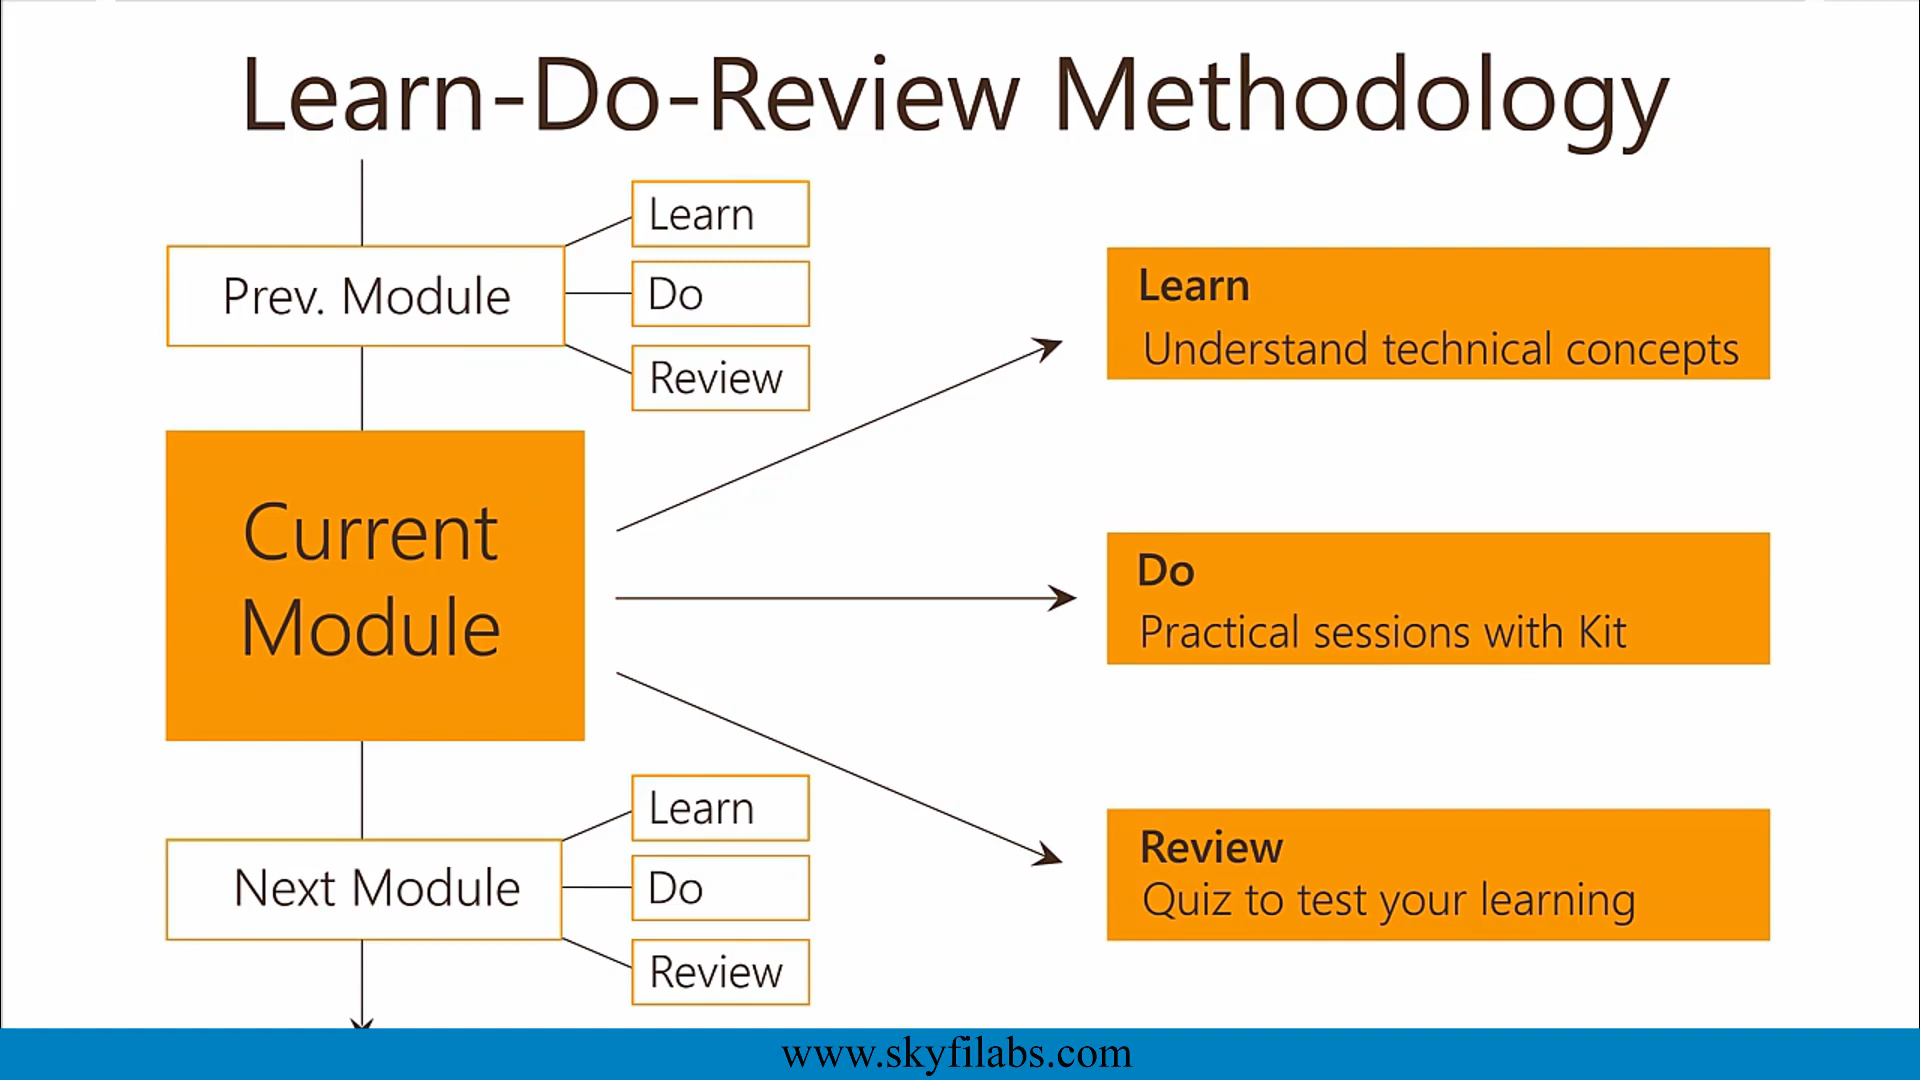 Learn-Do-Review Methodology
Prev. Module
Learn
Do
Review
Current
Module
Learn
Understand technical concepts
Do
Practical sessions with Kit
Review
Quiz to test your learning
Next Module
Learn
Do
Review
www.skyfilabs.com